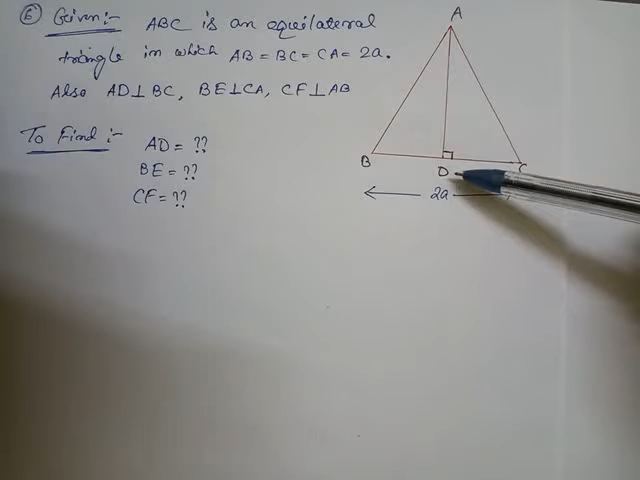 ⑥ Given:- ABC is an equilateral
triangle in which AB = BC = CA = 2a.
Also AD⊥BC, BE⊥CA, CF⊥AB
To Find:-
AD = ??
BE = ??
CF = ??
A
B
D
C
2a